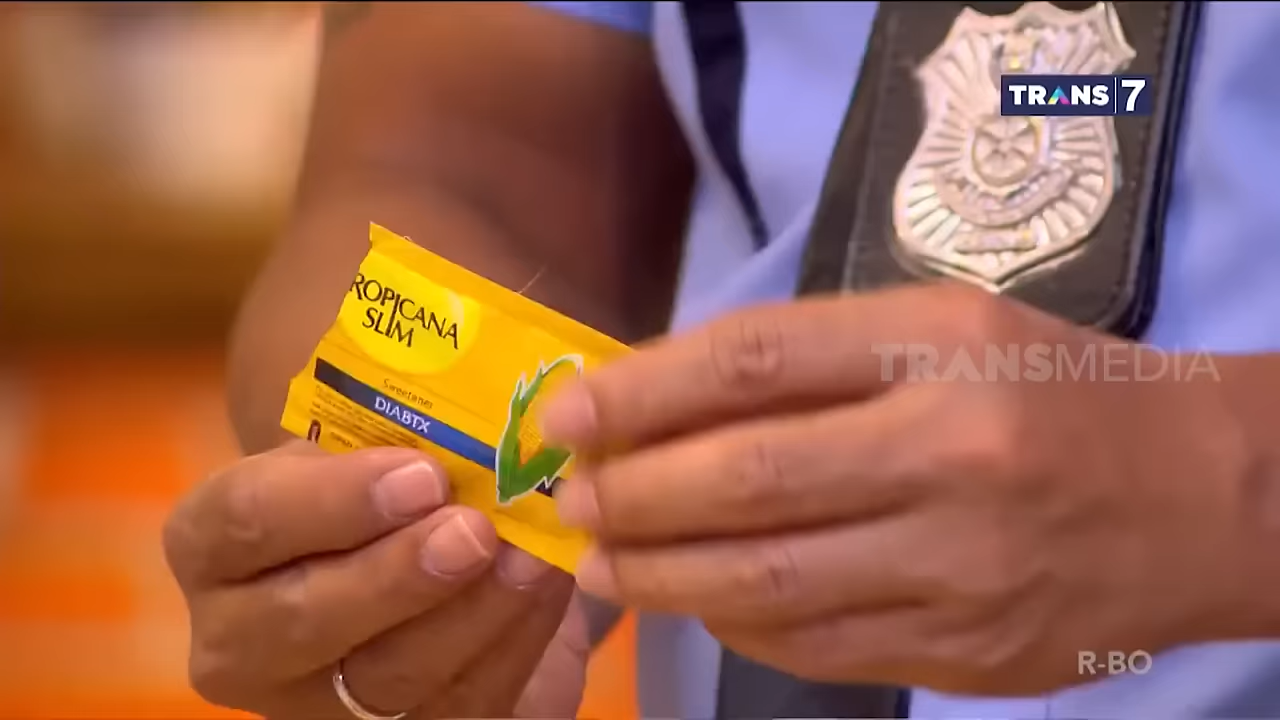 TRANS 7
ROPICANA
SLIM
Sweetener
DIABTX
TRANSMEDIA
R-BO